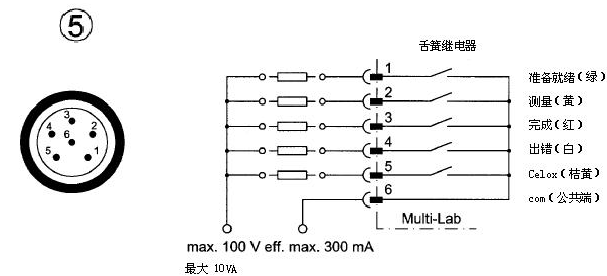 ⑤
舌簧继电器
3
4
2
6
5
1
1
准备就绪(绿)
2
测量(黄)
3
完成(红)
4
出错(白)
5
Celox(桔黄)
6
com(公共端)
Multi-Lab
max. 100 V eff. max. 300 mA
最大 10VA